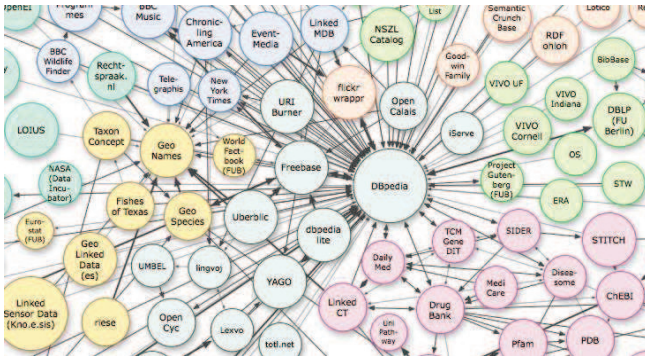 OpenEI
Program
mes
BBC
Music
Chronic-
ling
America
Event-
Media
Linked
MDB
NSZL
Catalog
List
Semantic
Crunch
Base
Lotico
BBC
Wildlife
Finder
Recht-
spraak.
nl
Tele-
graphis
New
York
Times
URI
Burner
flickr
wrappr
Open
Calais
Good-
win
Family
RDF
ohloh
BibBase
LOIUS
Taxon
Concept
Geo
Names
World
Fact-
book
(FUB)
Freebase
iServe
VIVO UF
VIVO
Indiana
VIVO
Cornell
DBLP
(FU
Berlin)
OS
NASA
(Data
Incu-
bator)
Fishes
of Texas
Geo
Species
DBpedia
Project
Guten-
berg
(FUB)
ERA
STW
Euro-
stat
(FUB)
Uberblic
dbpedia
lite
Geo
Linked
Data
(es)
UMBEL
lingvoj
YAGO
Daily
Med
TCM
Gene
DIT
SIDER
STITCH
Linked
Sensor Data
(Kno.e.sis)
riese
Open
Cyc
Lexvo
totl.net
Linked
CT
Uni
Path-
way
Drug
Bank
Medi
Care
Disea-
some
ChEBI
Pfam
PDB